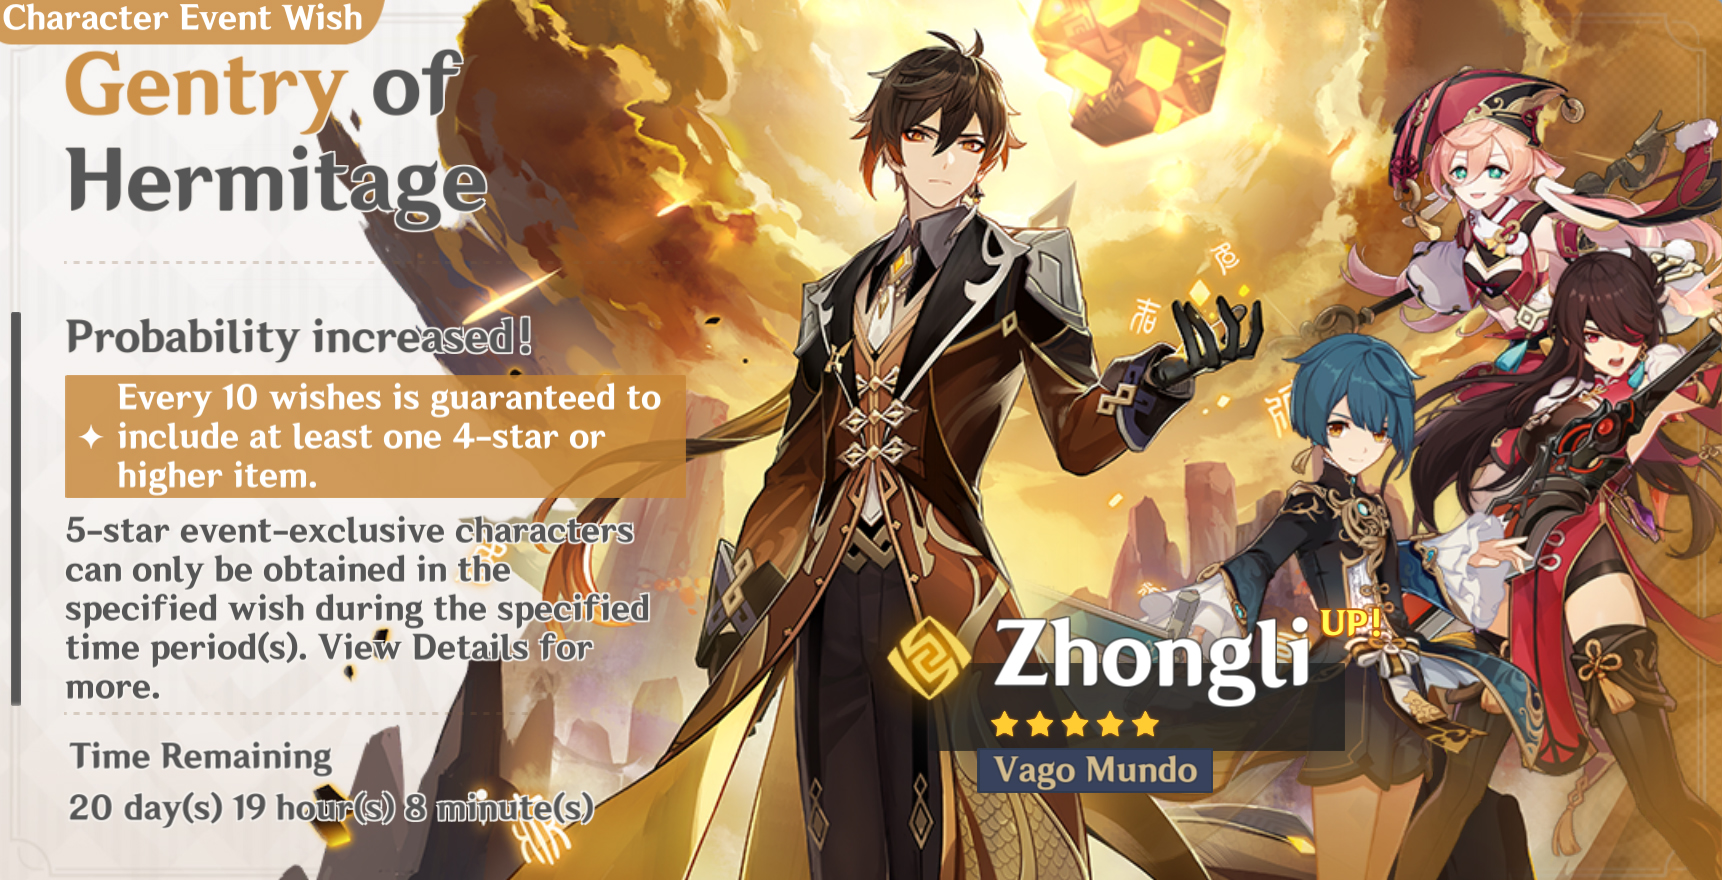 Character Event Wish
Gentry of
Hermitage
Probability increased!
Every 10 wishes is guaranteed to
include at least one 4-star or
higher item.
5-star event-exclusive characters
can only be obtained in the
specified wish during the specified
time period(s). View Details for
more.
Time Remaining
20 day(s) 19 hour(s) 8 minute(s)
Zhongli UP!
Vago Mundo